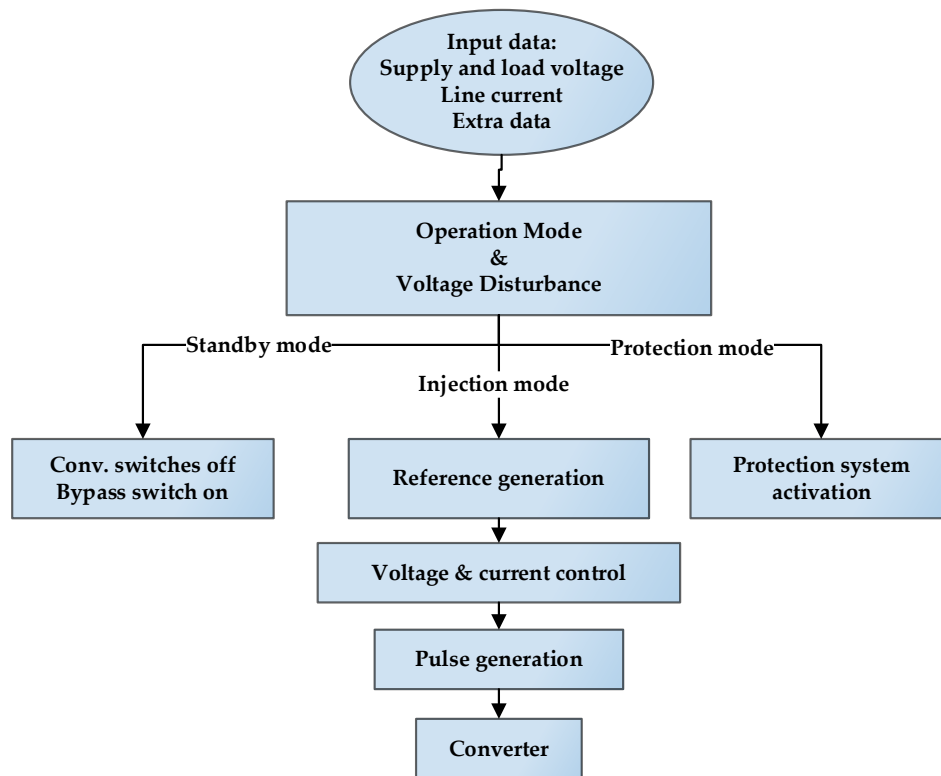 Input data:
Supply and load voltage
Line current
Extra data
Operation Mode
&
Voltage Disturbance
Standby mode
Protection mode
Injection mode
Conv. switches off
Bypass switch on
Reference generation
Protection system
activation
Voltage & current control
Pulse generation
Converter